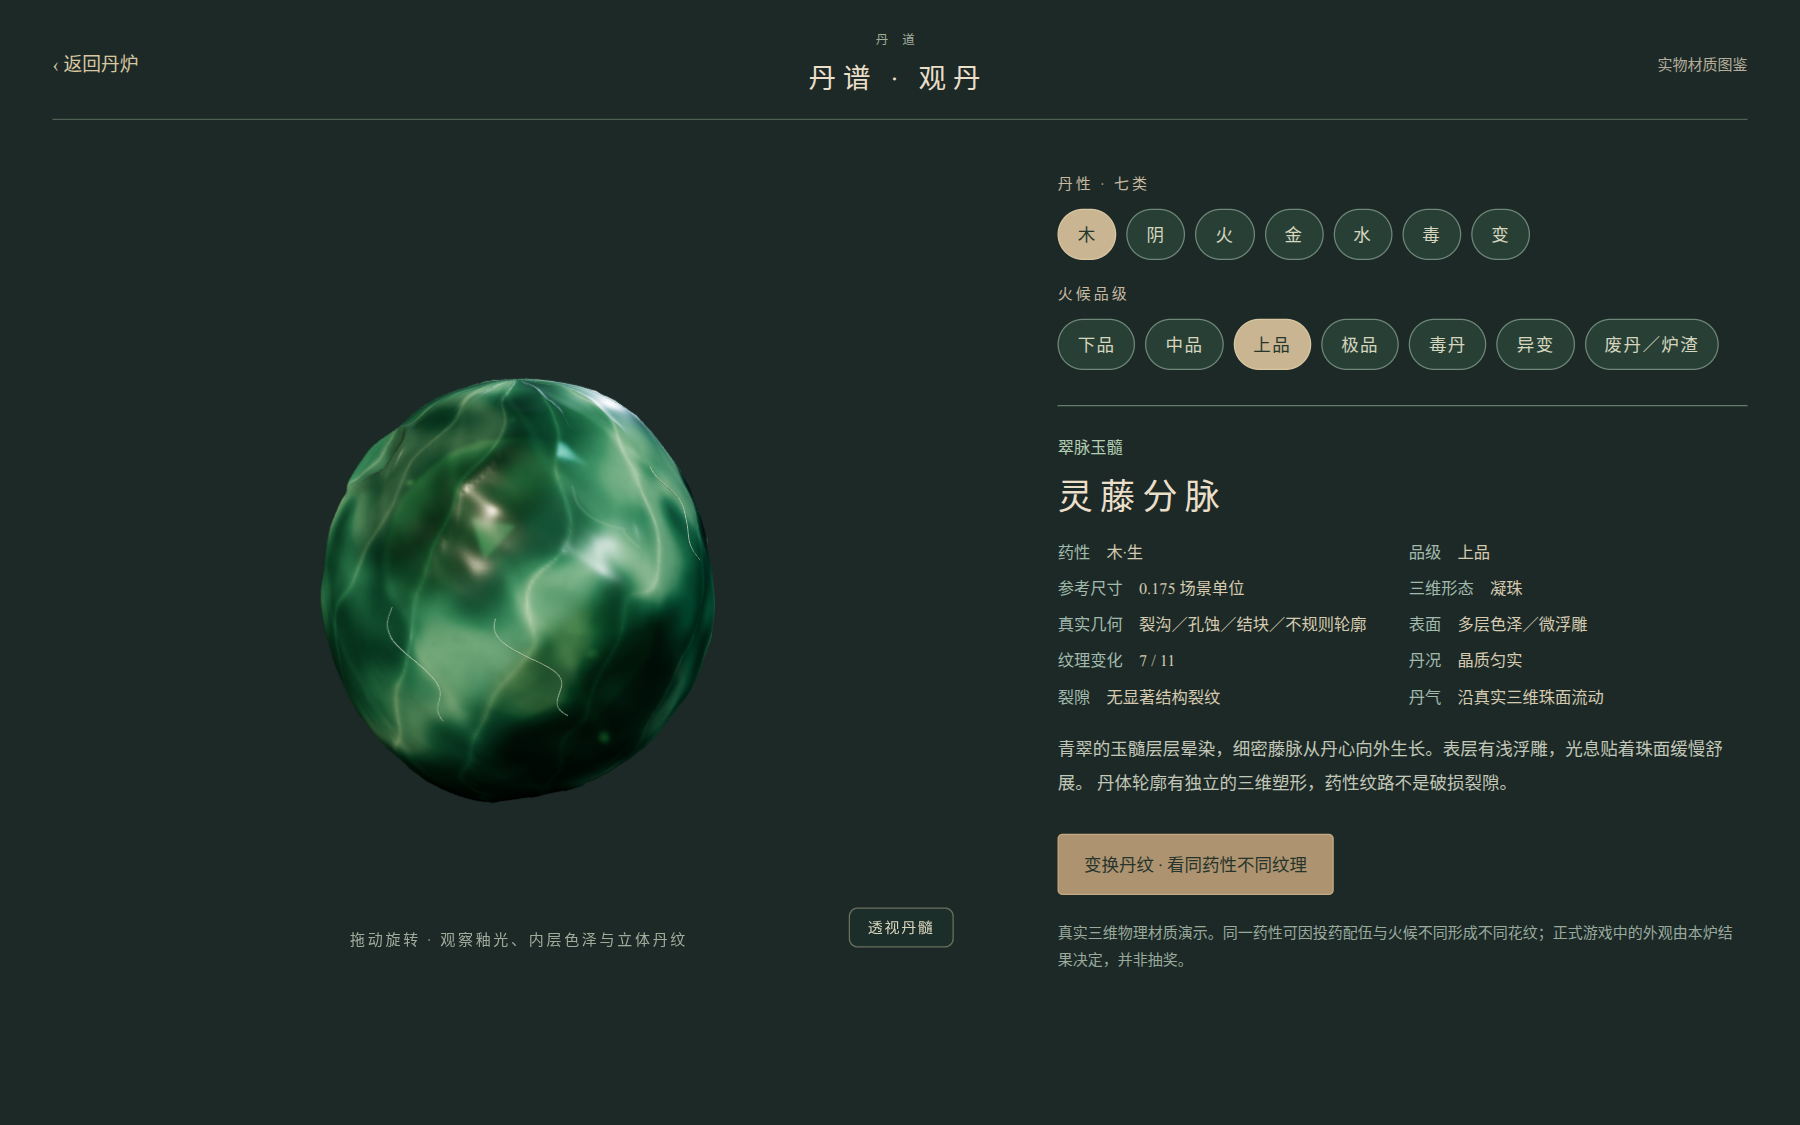 丹 道
‹ 返回丹炉
丹谱 · 观丹
实物材质图鉴
丹性 · 七类
木 阴 火 金 水 毒 变
火候品级
下品 中品 上品 极品 毒丹 异变 废丹／炉渣
翠脉玉髓
灵藤分脉
药性 木·生 品级 上品
参考尺寸 0.175 场景单位 三维形态 凝珠
真实几何 裂沟／孔蚀／结块／不规则轮廓 表面 多层色泽／微浮雕
纹理变化 7 / 11 丹况 晶质匀实
裂隙 无显著结构裂纹 丹气 沿真实三维珠面流动
青翠的玉髓层层晕染，细密藤脉从丹心向外生长。表层有浅浮雕，光息贴着珠面缓慢舒
展。 丹体轮廓有独立的三维塑形，药性纹路不是破损裂隙。
变换丹纹 · 看同药性不同纹理
透视丹髓
拖动旋转 · 观察釉光、内层色泽与立体丹纹
真实三维物理材质演示。同一药性可因投药配伍与火候不同形成不同花纹；正式游戏中的外观由本炉结
果决定，并非抽奖。